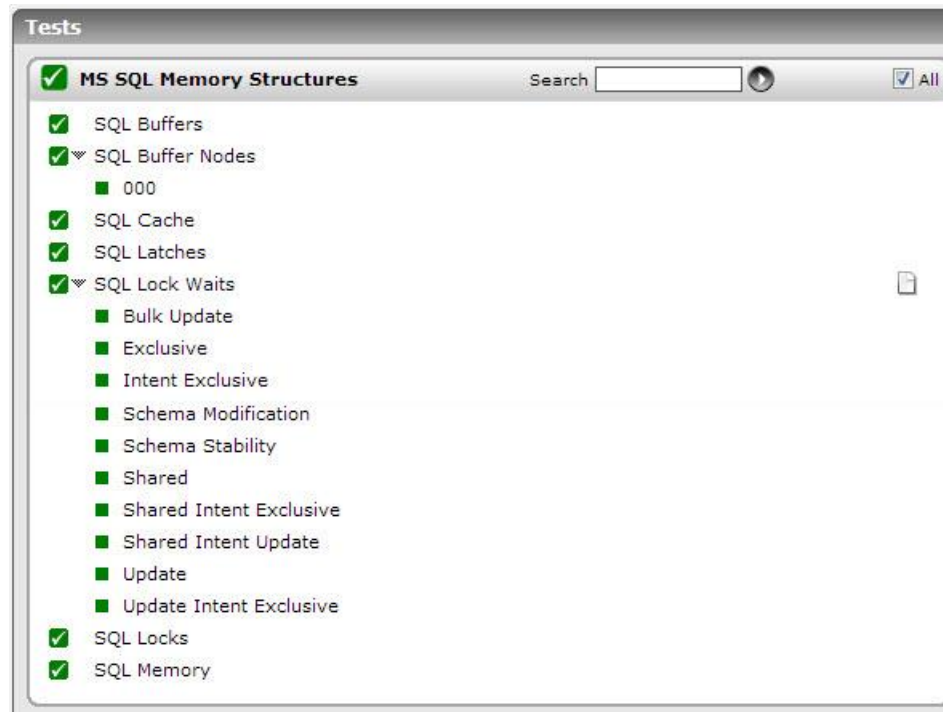 Tests
MS SQL Memory Structures Search All
SQL Buffers
SQL Buffer Nodes
000
SQL Cache
SQL Latches
SQL Lock Waits
Bulk Update
Exclusive
Intent Exclusive
Schema Modification
Schema Stability
Shared
Shared Intent Exclusive
Shared Intent Update
Update
Update Intent Exclusive
SQL Locks
SQL Memory